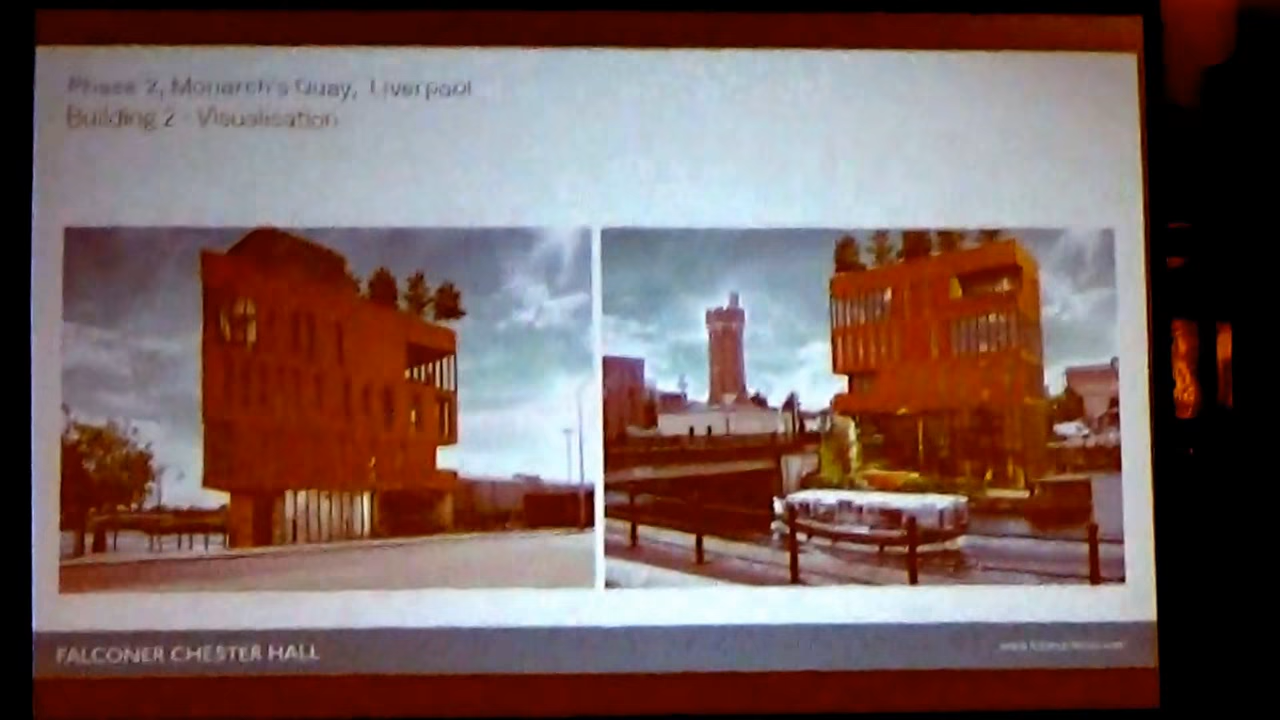 Phase 2, Monarch's Quay, Liverpool
Building 2 - Visualisation
FALCONER CHESTER HALL